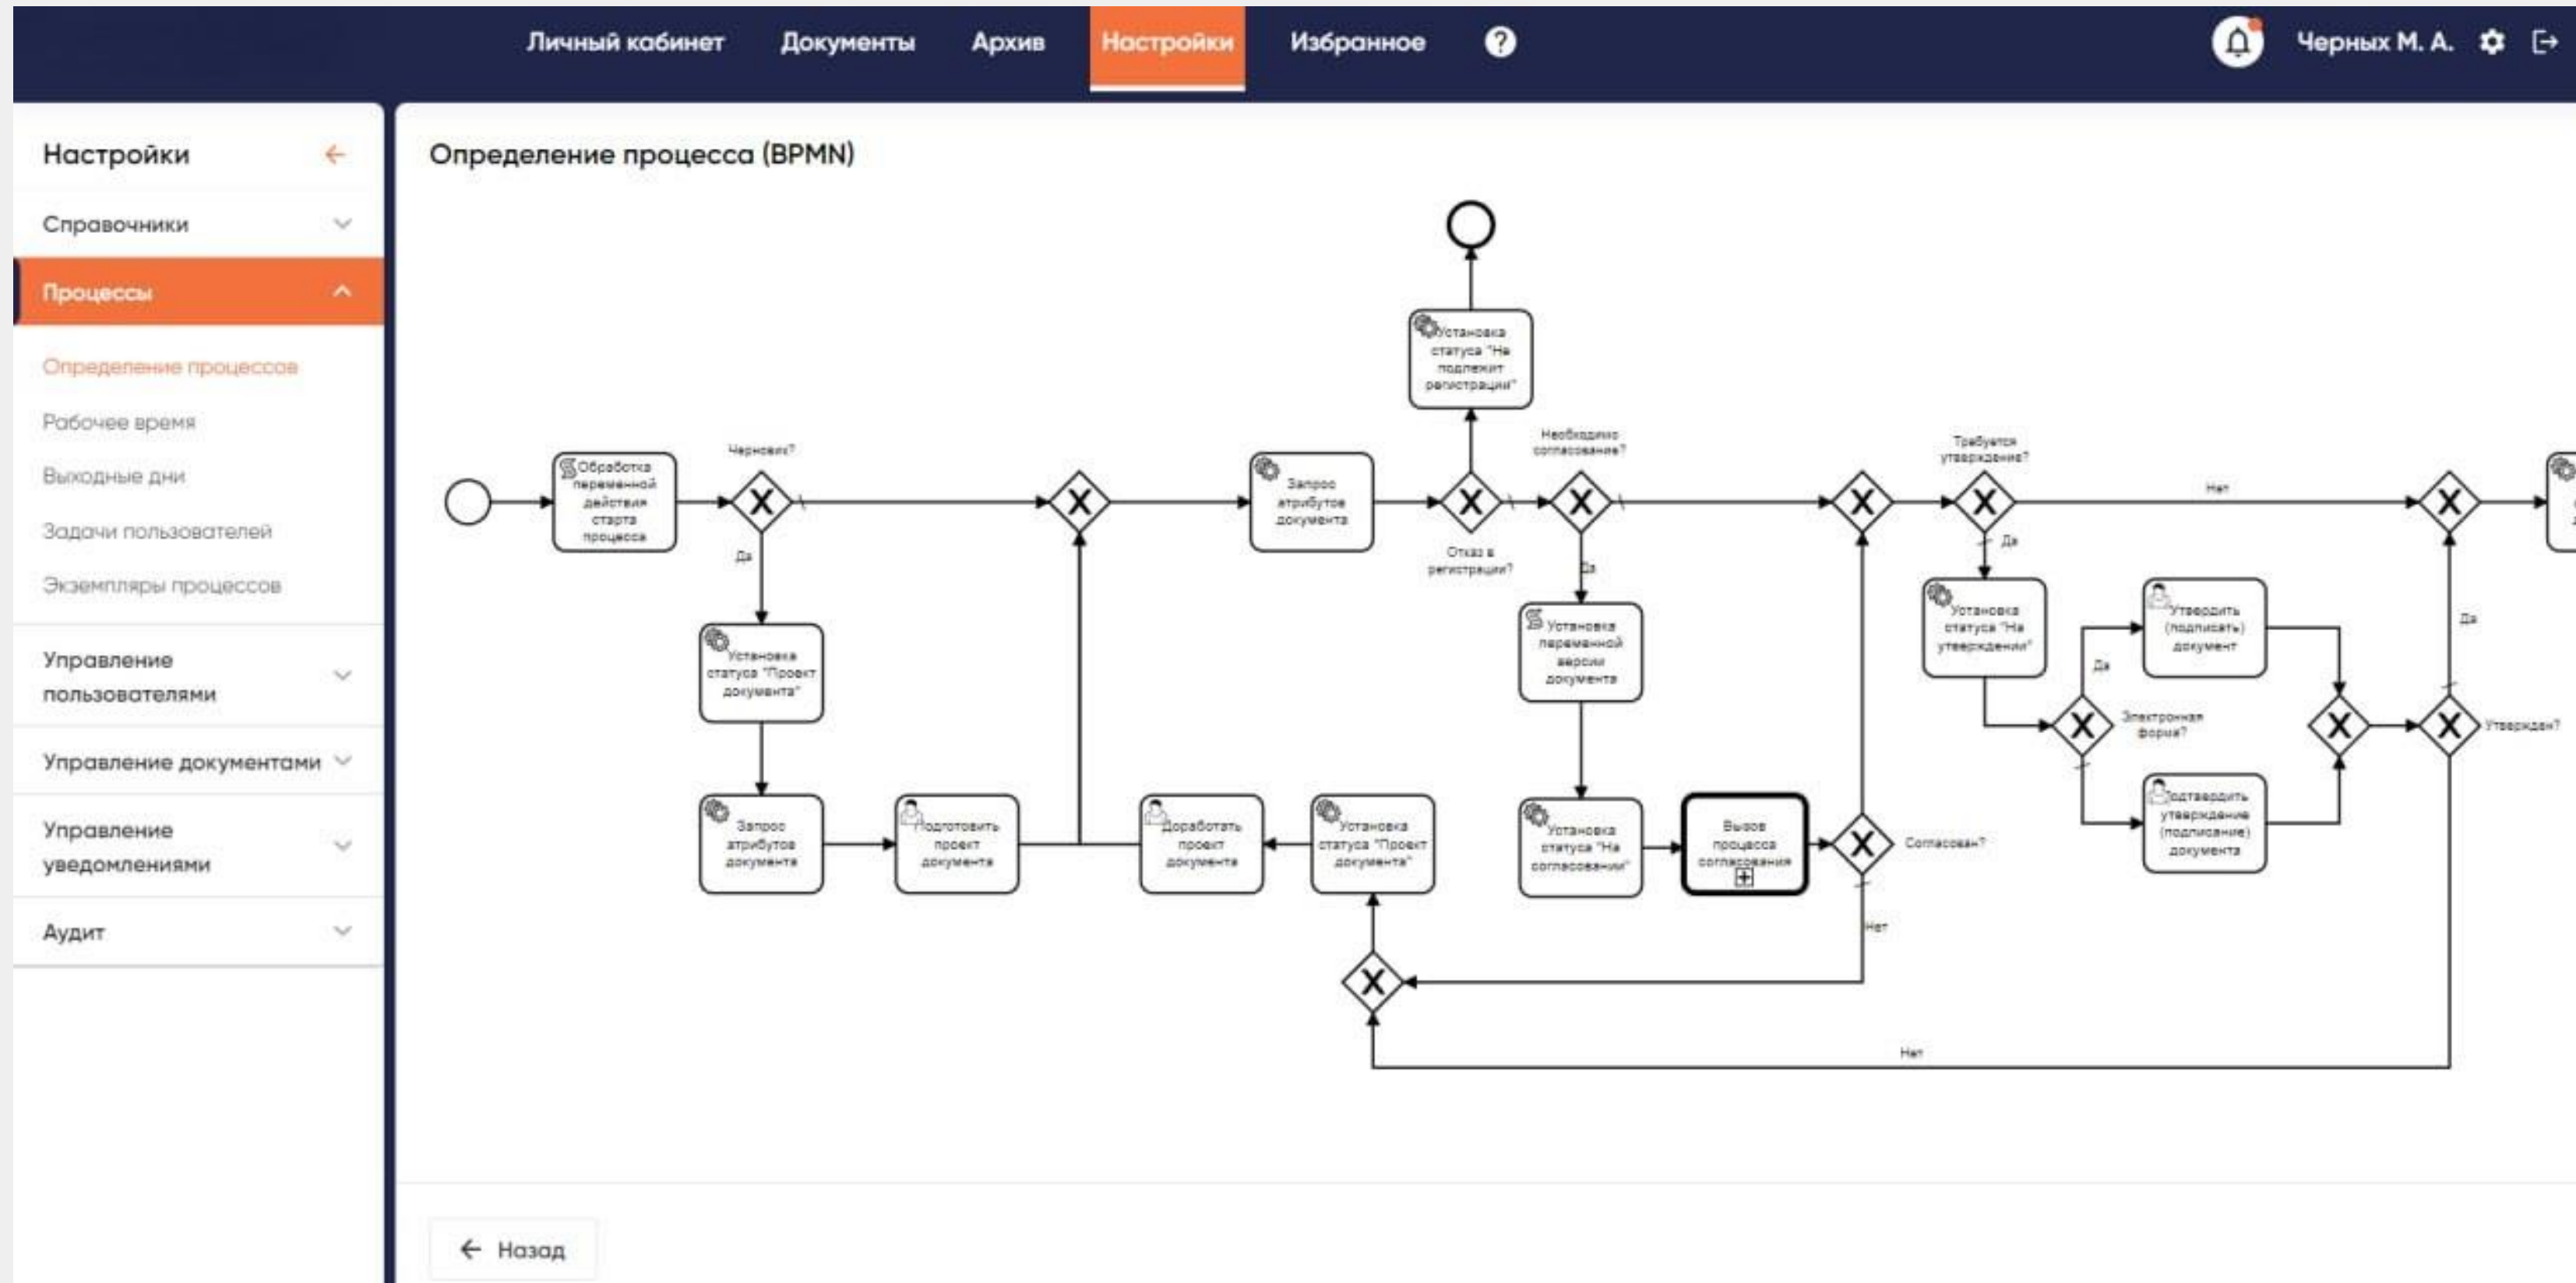 Личный кабинет Документы Архив Настройки Избранное ? Черных М. А.
Настройки
Справочники
Процессы
Определение процессов
Рабочее время
Выходные дни
Задачи пользователей
Экземпляры процессов
Управление
пользователями
Управление документами
Управление
уведомлениями
Аудит
Определение процесса (BPMN)
Установка
статуса "Не
подлежит
регистрации"
Обработка
переменной
действия
старта
процесса
Черновик?
Да
Установка
статуса "Проект
документа"
Запрос
атрибутов
документа
Подготовить
проект
документа
Доработать
проект
документа
Установка
статуса "Проект
документа"
Запрос
атрибутов
документа
Отказ в
регистрации?
Необходимо
согласование?
Да
Установка
переменной
версии
документа
Установка
статуса "На
согласовании"
Вызов
процесса
согласования
Согласован?
Нет
Требуется
утверждение?
Нет
Да
Установка
статуса "На
утверждении"
Электронная
форма?
Да
Утвердить
(подписать)
документ
Подтвердить
утверждение
(подписание)
документа
Да
Утвержден?
Нет
Назад